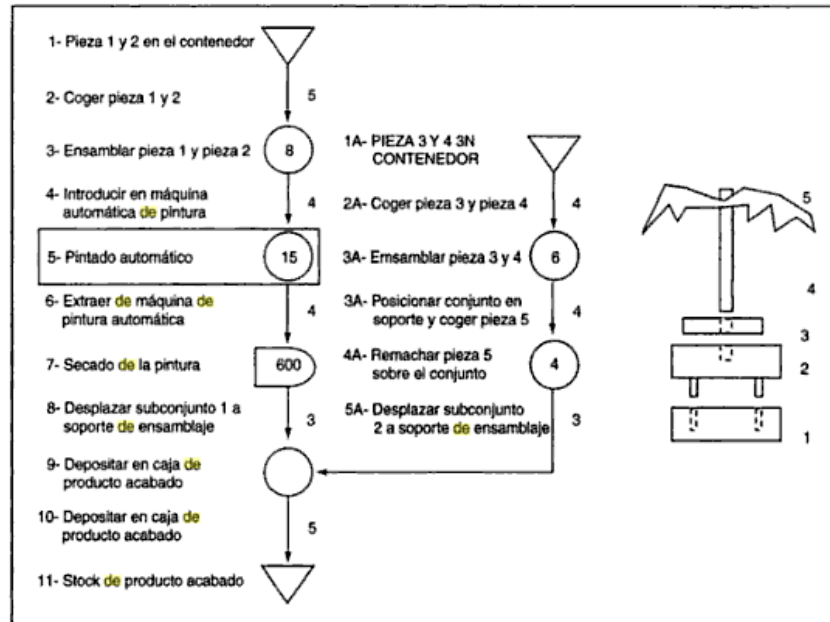 1- Pieza 1 y 2 en el contenedor
2- Coger pieza 1 y 2
5
3- Ensamblar pieza 1 y pieza 2
8
4- Introducir en máquina
automática de pintura
4
5- Pintado automático
15
6- Extraer de máquina de
pintura automática
4
7- Secado de la pintura
600
8- Desplazar subconjunto 1 a
soporte de ensamblaje
3
9- Depositar en caja de
producto acabado
10- Depositar en caja de
producto acabado
5
11- Stock de producto acabado
1A- PIEZA 3 Y 4 3N
CONTENEDOR
2A- Coger pieza 3 y pieza 4
4
3A- Emsamblar pieza 3 y 4
6
3A- Posicionar conjunto en
soporte y coger pieza 5
4
4A- Remachar pieza 5
sobre el conjunto
4
5A- Desplazar subconjunto
2 a soporte de ensamblaje
3
5
4
3
2
1